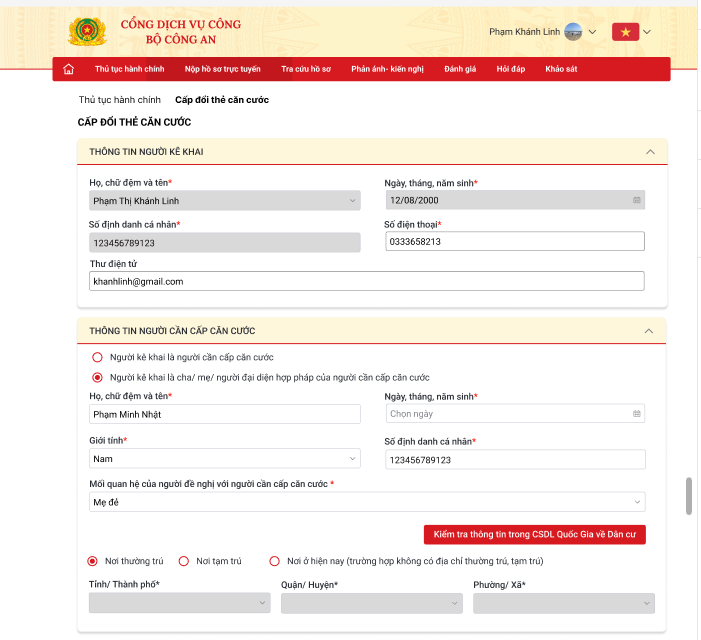 CỔNG DỊCH VỤ CÔNG
BỘ CÔNG AN
Phạm Khánh Linh
Thủ tục hành chính Nộp hồ sơ trực tuyến Tra cứu hồ sơ Phản ánh- kiến nghị Đánh giá Hỏi đáp Khảo sát
Thủ tục hành chính Cấp đổi thẻ căn cước
CẤP ĐỔI THẺ CĂN CƯỚC
THÔNG TIN NGƯỜI KÊ KHAI
Họ, chữ đệm và tên* Ngày, tháng, năm sinh*
Phạm Thị Khánh Linh 12/08/2000
Số định danh cá nhân* Số điện thoại*
123456789123 0333658213
Thư điện tử
khanhlinh@gmail.com
THÔNG TIN NGƯỜI CẦN CẤP CĂN CƯỚC
Người kê khai là người cần cấp căn cước
Người kê khai là cha/ mẹ/ người đại diện hợp pháp của người cần cấp căn cước
Họ, chữ đệm và tên* Ngày, tháng, năm sinh*
Phạm Minh Nhật Chọn ngày
Giới tính* Số định danh cá nhân*
Nam 123456789123
Mối quan hệ của người đề nghị với người cần cấp căn cước *
Mẹ đẻ
Kiểm tra thông tin trong CSDL Quốc Gia về Dân cư
Nơi thường trú Nơi tạm trú Nơi ở hiện nay (trường hợp không có địa chỉ thường trú, tạm trú)
Tỉnh/ Thành phố* Quận/ Huyện* Phường/ Xã*